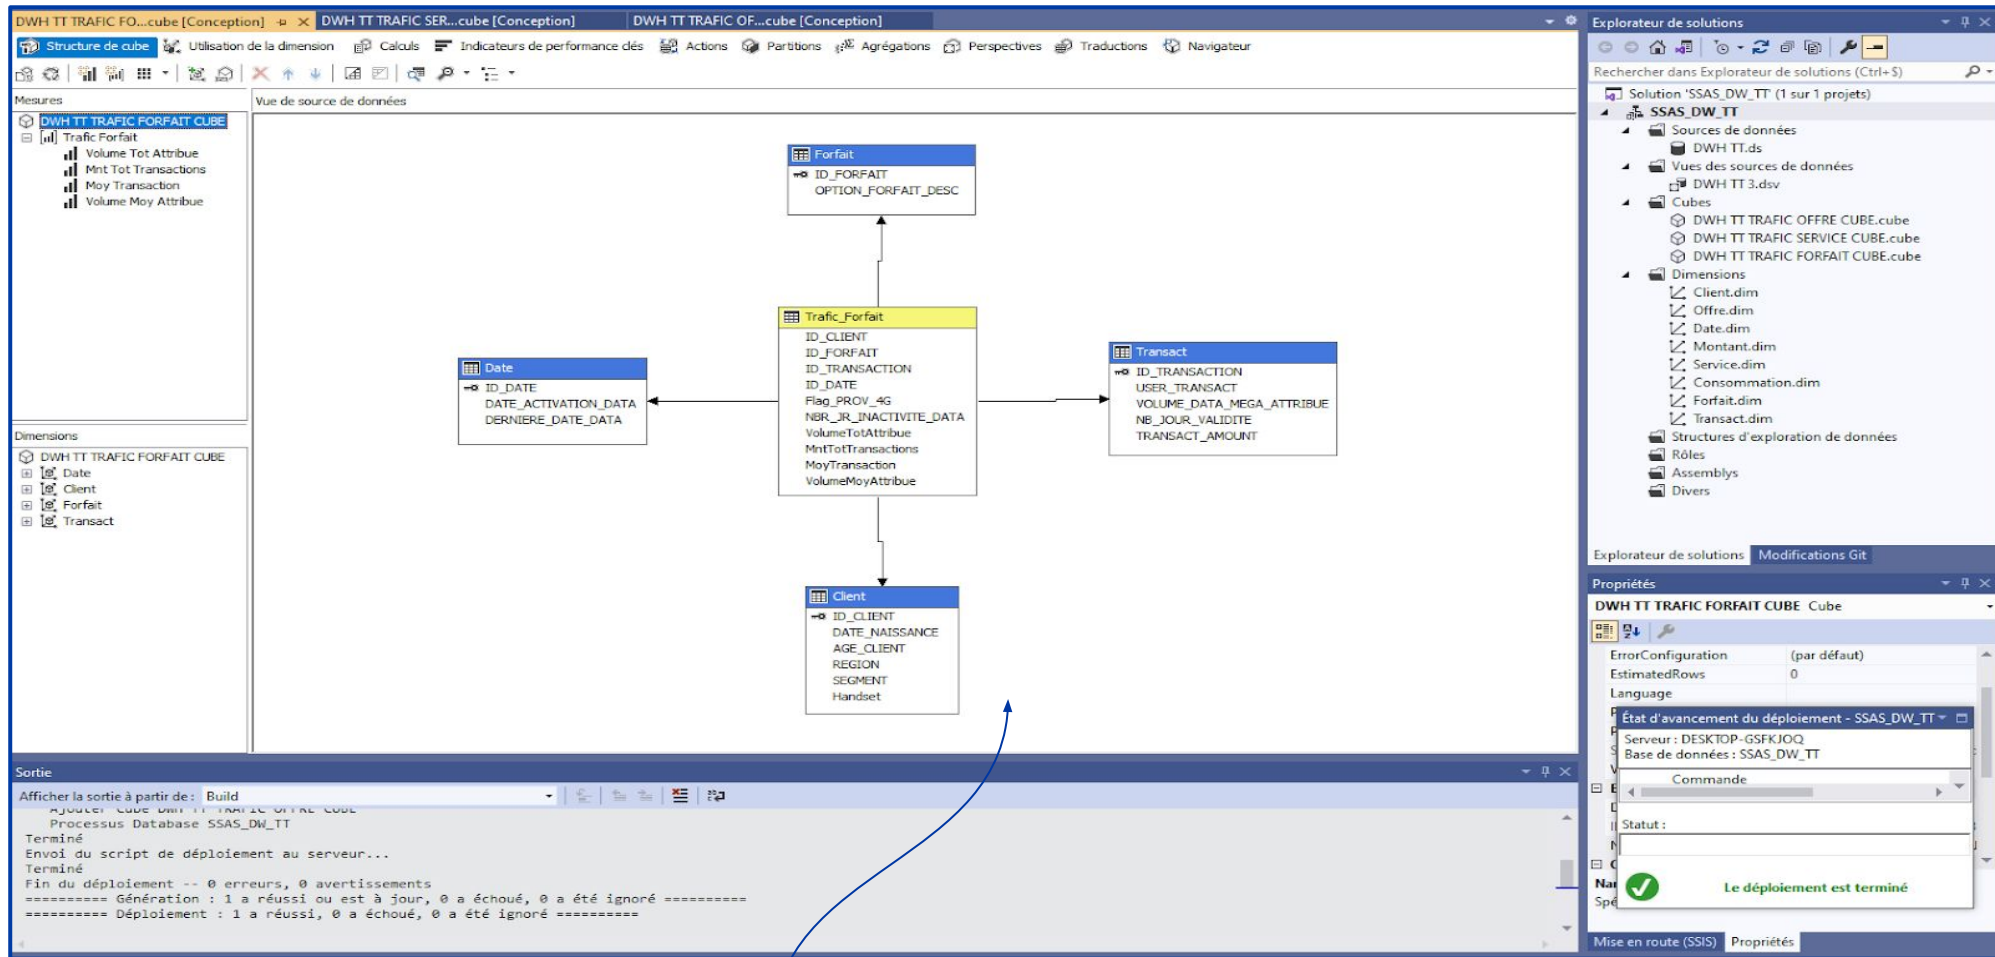 DWH TT TRAFIC FO...cube [Conception]
DWH TT TRAFIC SER...cube [Conception]
DWH TT TRAFIC OF...cube [Conception]
Structure de cube
Utilisation de la dimension
Calculs
Indicateurs de performance clés
Actions
Partitions
Agrégations
Perspectives
Traductions
Navigateur
Mesures
DWH TT TRAFIC FORFAIT CUBE
Trafic Forfait
Volume Tot Attribue
Mnt Tot Transactions
Moy Transaction
Volume Moy Attribue
Dimensions
DWH TT TRAFIC FORFAIT CUBE
Date
Client
Forfait
Transact
Vue de source de données
Forfait
ID_FORFAIT
OPTION_FORFAIT_DESC
Trafic_Forfait
ID_CLIENT
ID_FORFAIT
ID_TRANSACTION
ID_DATE
Flag_PROV_4G
NBR_JR_INACTIVITE_DATA
VolumeTotAttribue
MntTotTransactions
MoyTransaction
VolumeMoyAttribue
Date
ID_DATE
DATE_ACTIVATION_DATA
DERNIERE_DATE_DATA
Transact
ID_TRANSACTION
USER_TRANSACT
VOLUME_DATA_MEGA_ATTRIBUE
NB_JOUR_VALIDITE
TRANSACT_AMOUNT
Client
ID_CLIENT
DATE_NAISSANCE
AGE_CLIENT
REGION
SEGMENT
Handset
Sortie
Afficher la sortie à partir de : Build
Ajouter Cube DWH TT TRAFIC OFFRE CUBE
Processus Database SSAS_DW_TT
Terminé
Envoi du script de déploiement au serveur...
Terminé
Fin du déploiement -- 0 erreurs, 0 avertissements
========== Génération : 1 a réussi ou est à jour, 0 a échoué, 0 a été ignoré ==========
========== Déploiement : 1 a réussi, 0 a échoué, 0 a été ignoré ==========
Explorateur de solutions
Rechercher dans Explorateur de solutions (Ctrl+$)
Solution 'SSAS_DW_TT' (1 sur 1 projets)
SSAS_DW_TT
Sources de données
DWH TT.ds
Vues des sources de données
DWH TT 3.dsv
Cubes
DWH TT TRAFIC OFFRE CUBE.cube
DWH TT TRAFIC SERVICE CUBE.cube
DWH TT TRAFIC FORFAIT CUBE.cube
Dimensions
Client.dim
Offre.dim
Date.dim
Montant.dim
Service.dim
Consommation.dim
Forfait.dim
Transact.dim
Structures d'exploration de données
Rôles
Assemblys
Divers
Explorateur de solutions
Modifications Git
Propriétés
DWH TT TRAFIC FORFAIT CUBE Cube
ErrorConfiguration (par défaut)
EstimatedRows 0
Language
État d'avancement du déploiement - SSAS_DW_TT
Serveur : DESKTOP-GSFKJOQ
Base de données : SSAS_DW_TT
Commande
Statut :
Le déploiement est terminé
Mise en route (SSIS)
Propriétés